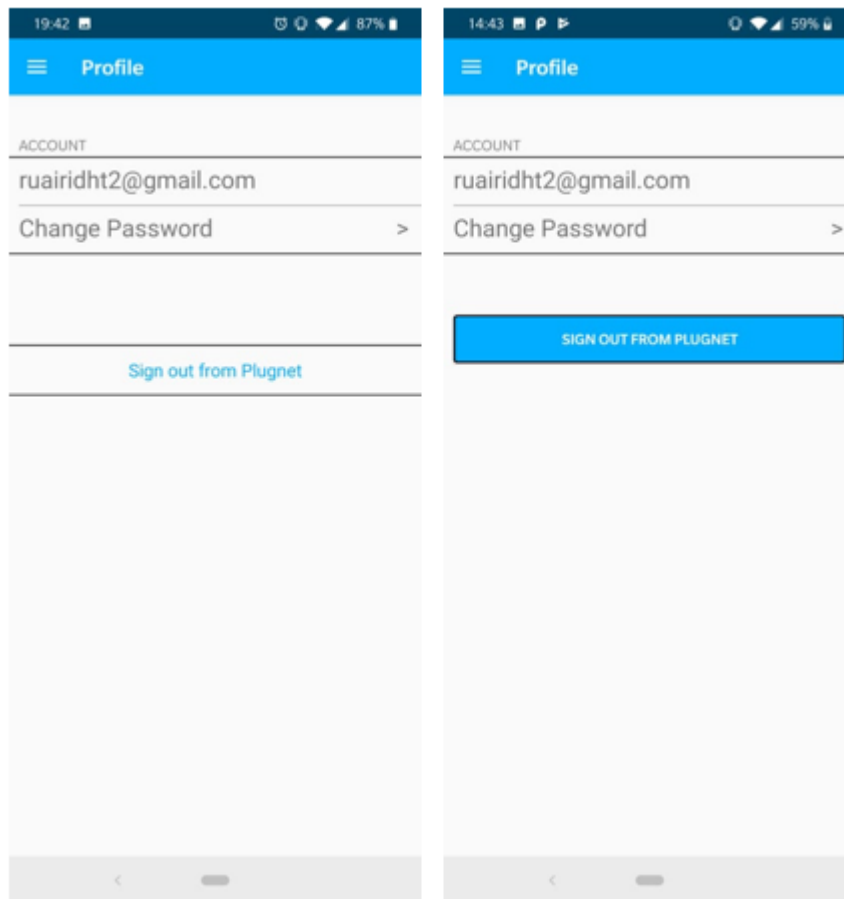 19:42 87%
Profile
ACCOUNT
ruairidht2@gmail.com
Change Password >
Sign out from Plugnet
14:43 59%
Profile
ACCOUNT
ruairidht2@gmail.com
Change Password >
SIGN OUT FROM PLUGNET